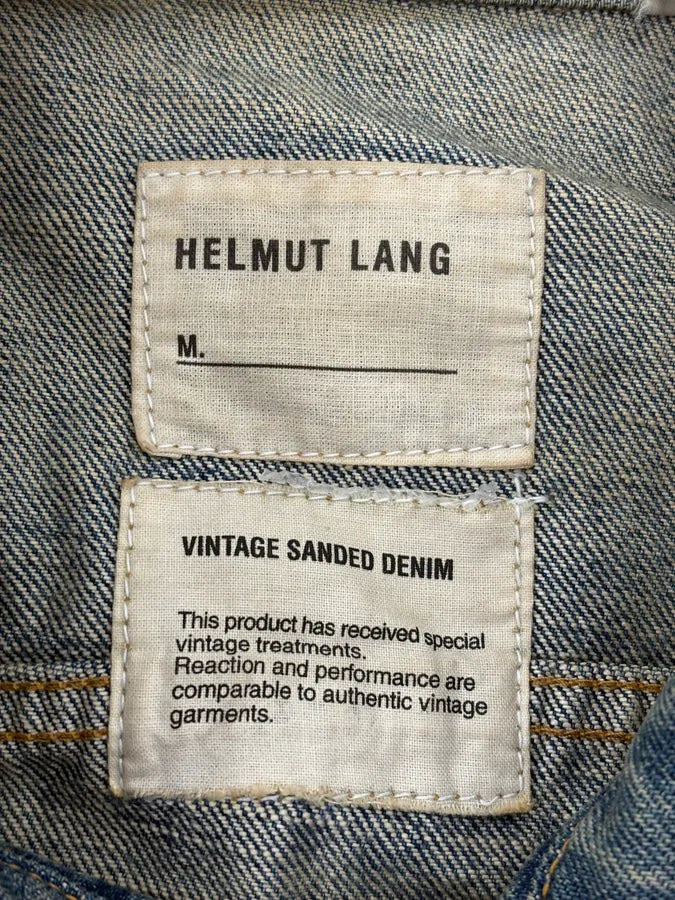 HELMUT LANG
M.
VINTAGE SANDED DENIM
This product has received special
vintage treatments.
Reaction and performance are
comparable to authentic vintage
garments.